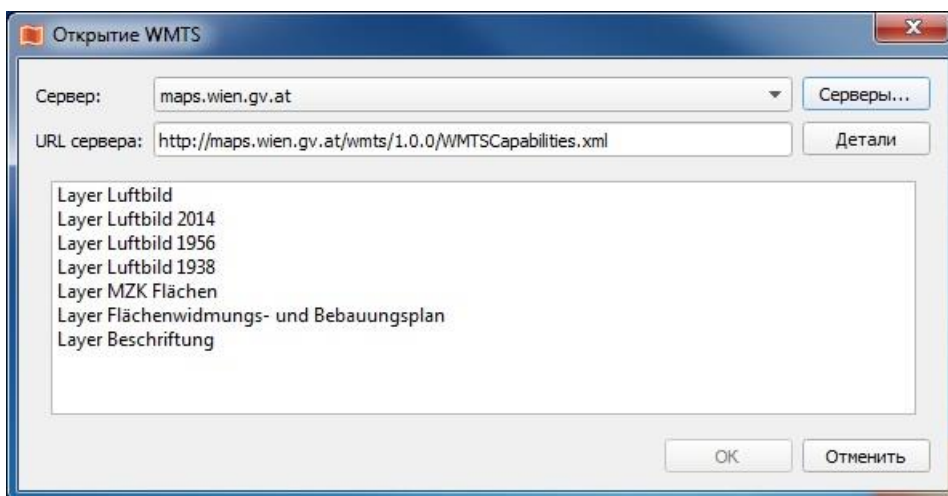 Открытие WMTS
Сервер: maps.wien.gv.at Серверы...
URL сервера: http://maps.wien.gv.at/wmts/1.0.0/WMTSCapabilities.xml Детали
Layer Luftbild
Layer Luftbild 2014
Layer Luftbild 1956
Layer Luftbild 1938
Layer MZK Flächen
Layer Flächenwidmungs- und Bebauungsplan
Layer Beschriftung
OK Отменить